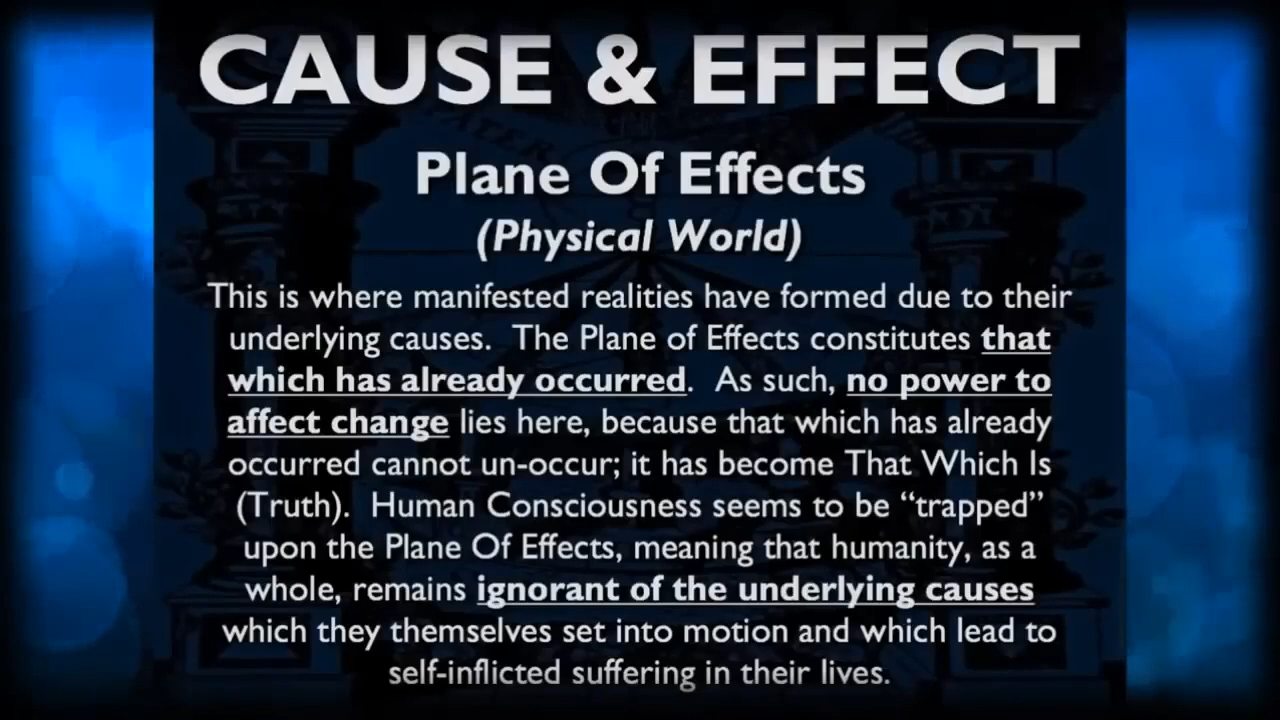 CAUSE & EFFECT
Plane Of Effects
(Physical World)
This is where manifested realities have formed due to their
underlying causes.  The Plane of Effects constitutes that
which has already occurred.  As such, no power to
affect change lies here, because that which has already
occurred cannot un-occur; it has become That Which Is
(Truth).  Human Consciousness seems to be “trapped”
upon the Plane Of Effects, meaning that humanity, as a
whole, remains ignorant of the underlying causes
which they themselves set into motion and which lead to
self-inflicted suffering in their lives.